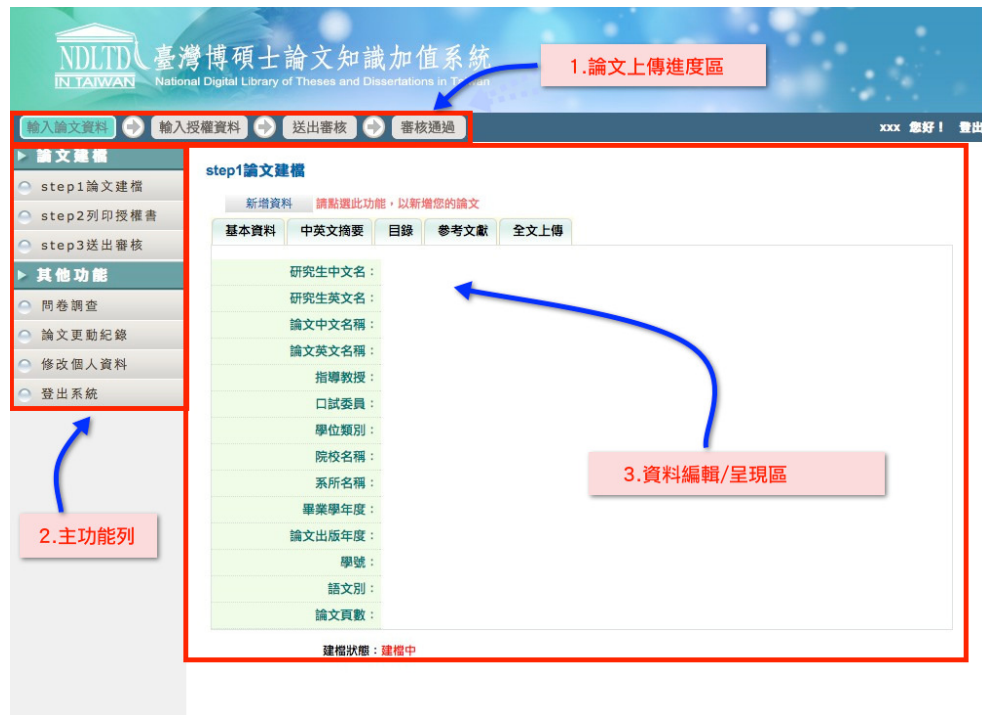 NDLTD
IN TAIWAN
臺灣博碩士論文知識加值系統
National Digital Library of Theses and Dissertations in Taiwan
1.論文上傳進度區
輸入論文資料 輸入授權資料 送出審核 審核通過
xxx 您好! 登出
論文建檔
step1論文建檔
step2列印授權書
step3送出審核
其他功能
問卷調查
論文更動紀錄
修改個人資料
登出系統
2.主功能列
step1論文建檔
新增資料 請點選此功能,以新增您的論文
基本資料 中英文摘要 目錄 參考文獻 全文上傳
研究生中文名:
研究生英文名:
論文中文名稱:
論文英文名稱:
指導教授:
口試委員:
學位類別:
院校名稱:
系所名稱:
畢業學年度:
論文出版年度:
學號:
語文別:
論文頁數:
3.資料編輯/呈現區
建檔狀態:建檔中